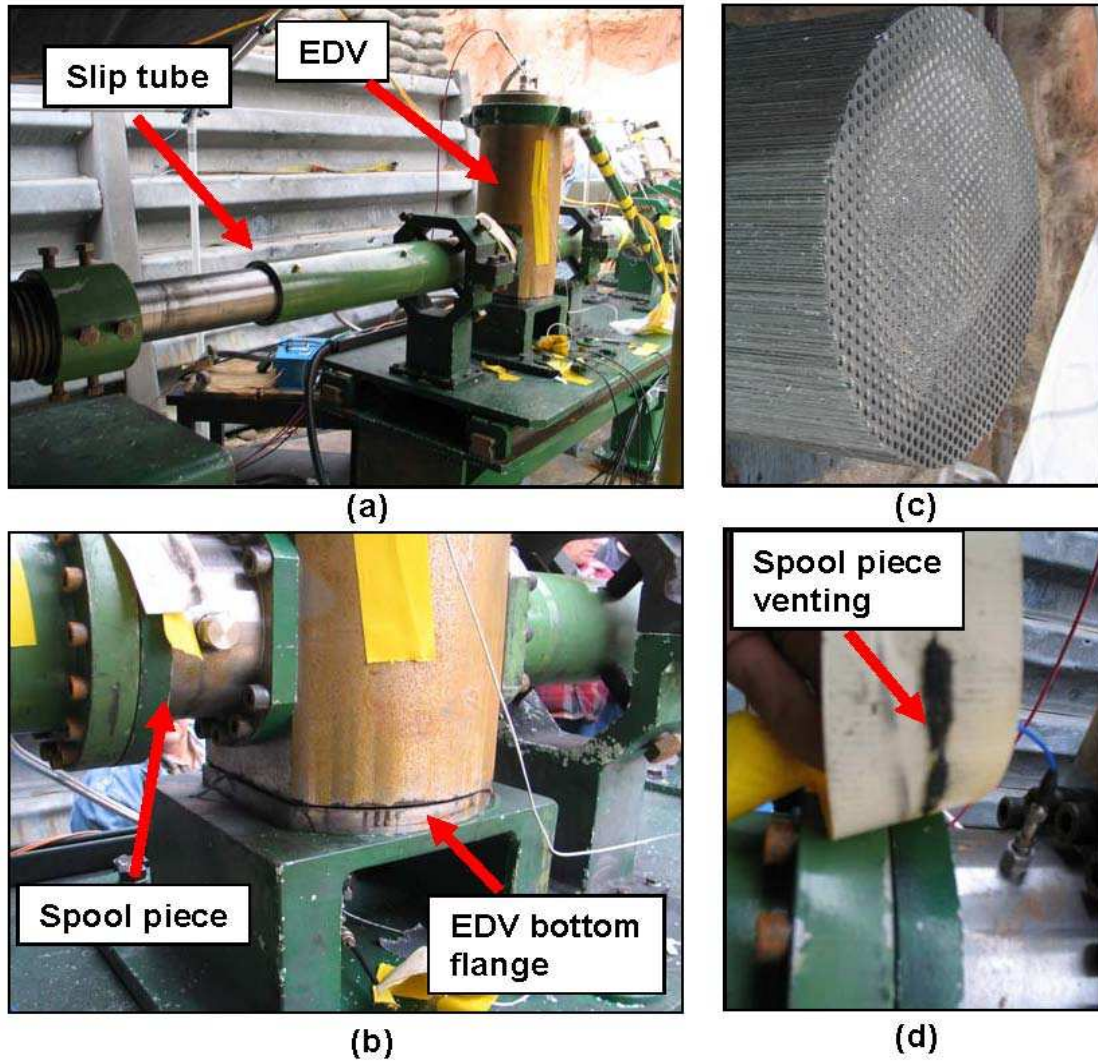 Slip tube
EDV
(a)
(c)
Spool piece
EDV bottom
flange
(b)
Spool piece
venting
(d)